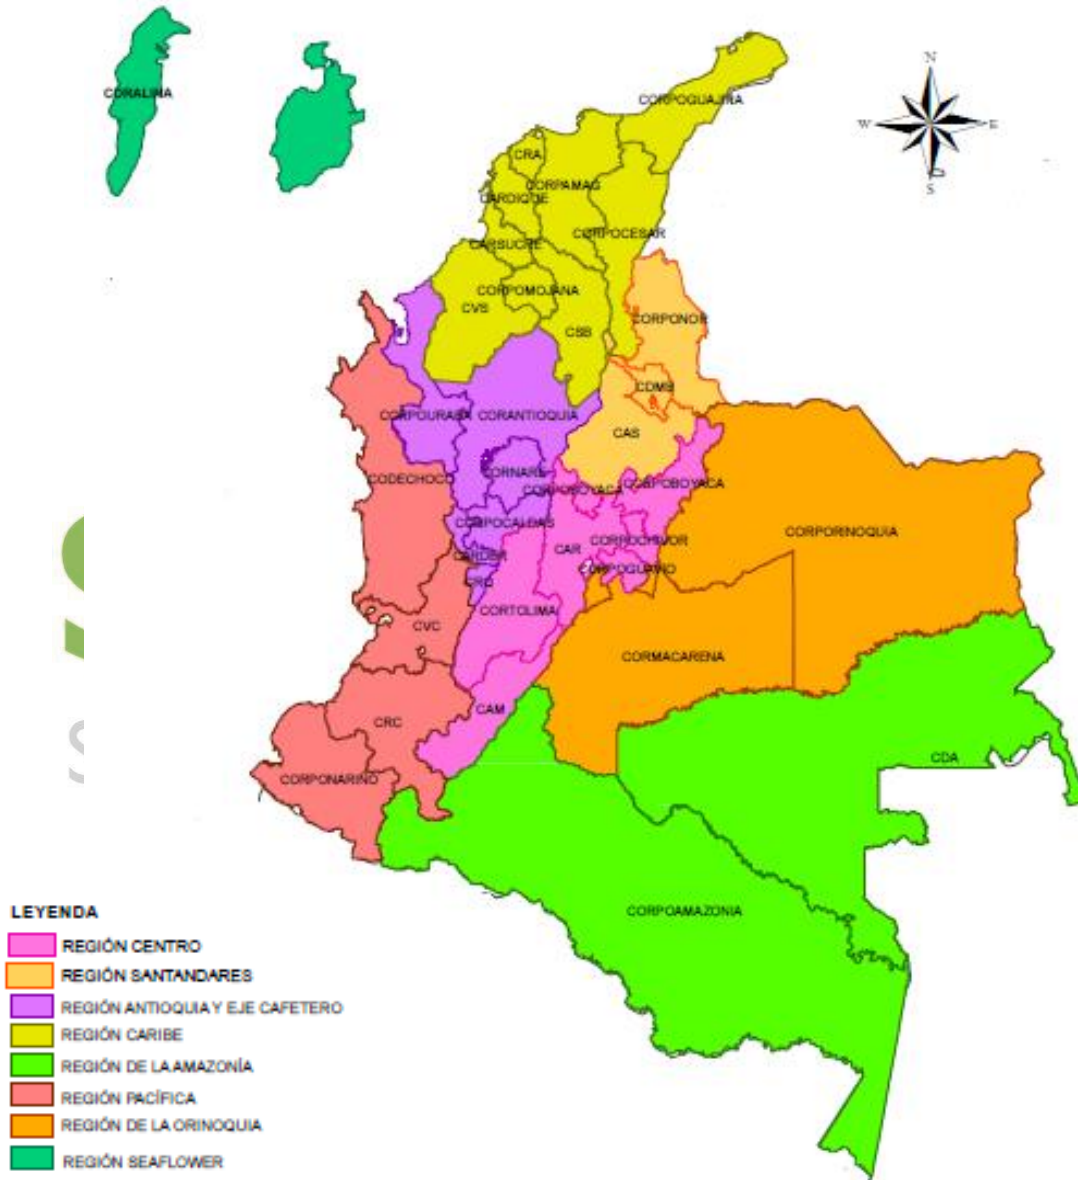 CORALINA
N
W
E
S
CORPOGUAJIRA
CRA
CORPAMAG
CARDIQUE
CORPOCESAR
CARSUCRE
CORPOMOJANA
CVS
CSB
CORPONOR
CDMB
CORPOURABA
CORANTIOQUIA
CAS
CORNARE
CODECHOCO
CORPOBOYACA
CORPOBOYACA
CORPOCALDAS
CORPORINOQUIA
CAR
CORPOCHIVOR
CARDER
CORPOGUAVIO
CRQ
CORTOLIMA
CVC
CORMACARENA
CAM
CRC
CDA
CORPONARIÑO
CORPOAMAZONIA
LEYENDA
REGIÓN CENTRO
REGIÓN SANTANDARES
REGIÓN ANTIOQUIA Y EJE CAFETERO
REGIÓN CARIBE
REGIÓN DE LA AMAZONÍA
REGIÓN PACÍFICA
REGIÓN DE LA ORINOQUIA
REGIÓN SEAFLOWER